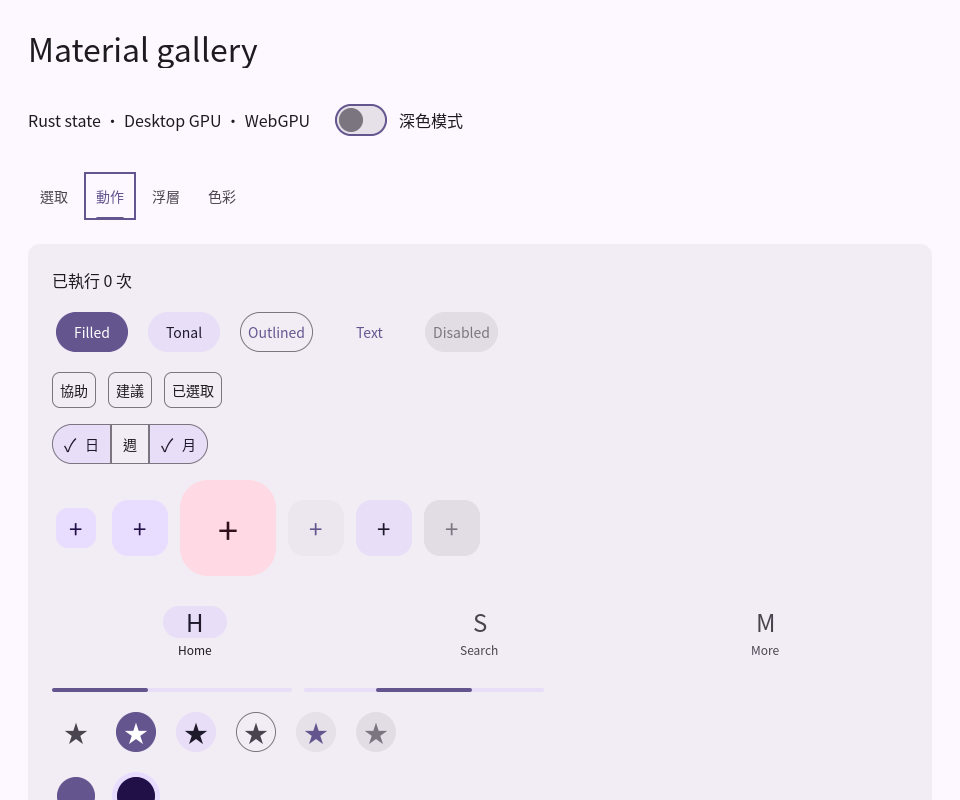 Material gallery
Rust state ・ Desktop GPU ・ WebGPU 深色模式
選取 動作 浮層 色彩
已執行 0 次
Filled Tonal Outlined Text Disabled
協助 建議 已選取
✓ 日 週 ✓ 月
+ + + + + +
H S M
Home Search More